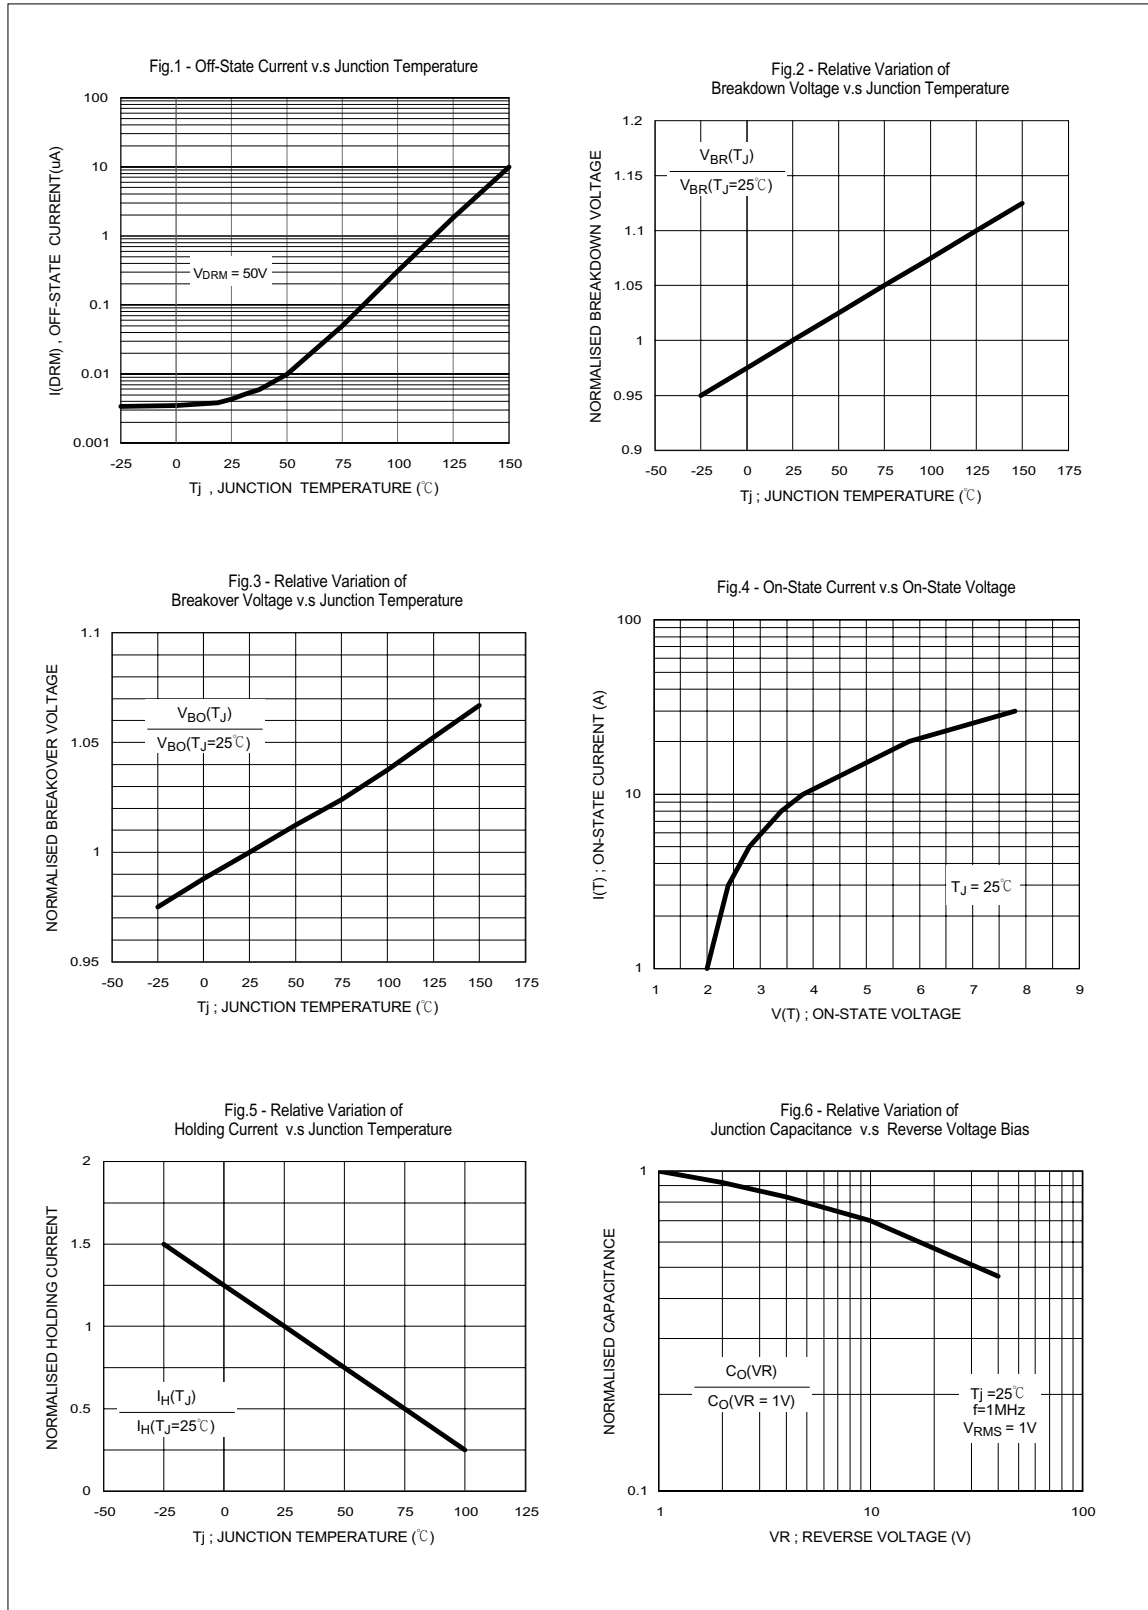 Fig.1 - Off-State Current v.s Junction Temperature
100
10
1
0.1
0.01
0.001
I(DRM) , OFF-STATE CURRENT(uA)
VDRM = 50V
-25 0 25 50 75 100 125 150
Tj , JUNCTION TEMPERATURE (℃)
Fig.2 - Relative Variation of
Breakdown Voltage v.s Junction Temperature
1.2
1.15
1.1
1.05
1
0.95
0.9
NORMALISED BREAKDOWN VOLTAGE
VBR(TJ)
VBR(TJ=25℃)
-50 -25 0 25 50 75 100 125 150 175
Tj ; JUNCTION TEMPERATURE (℃)
Fig.3 - Relative Variation of
Breakover Voltage v.s Junction Temperature
1.1
1.05
1
0.95
NORMALISED BREAKOVER VOLTAGE
VBO(TJ)
VBO(TJ=25℃)
-50 -25 0 25 50 75 100 125 150 175
Tj ; JUNCTION TEMPERATURE (℃)
Fig.4 - On-State Current v.s On-State Voltage
100
10
1
I(T) ; ON-STATE CURRENT (A)
TJ = 25℃
1 2 3 4 5 6 7 8 9
V(T) ; ON-STATE VOLTAGE
Fig.5 - Relative Variation of
Holding Current v.s Junction Temperature
2
1.5
1
0.5
0
NORMALISED HOLDING CURRENT
IH(TJ)
IH(TJ=25℃)
-50 -25 0 25 50 75 100 125
Tj ; JUNCTION TEMPERATURE (℃)
Fig.6 - Relative Variation of
Junction Capacitance v.s Reverse Voltage Bias
1
0.1
NORMALISED CAPACITANCE
CO(VR)
CO(VR = 1V)
Tj =25℃
f=1MHz
VRMS = 1V
1 10 100
VR ; REVERSE VOLTAGE (V)